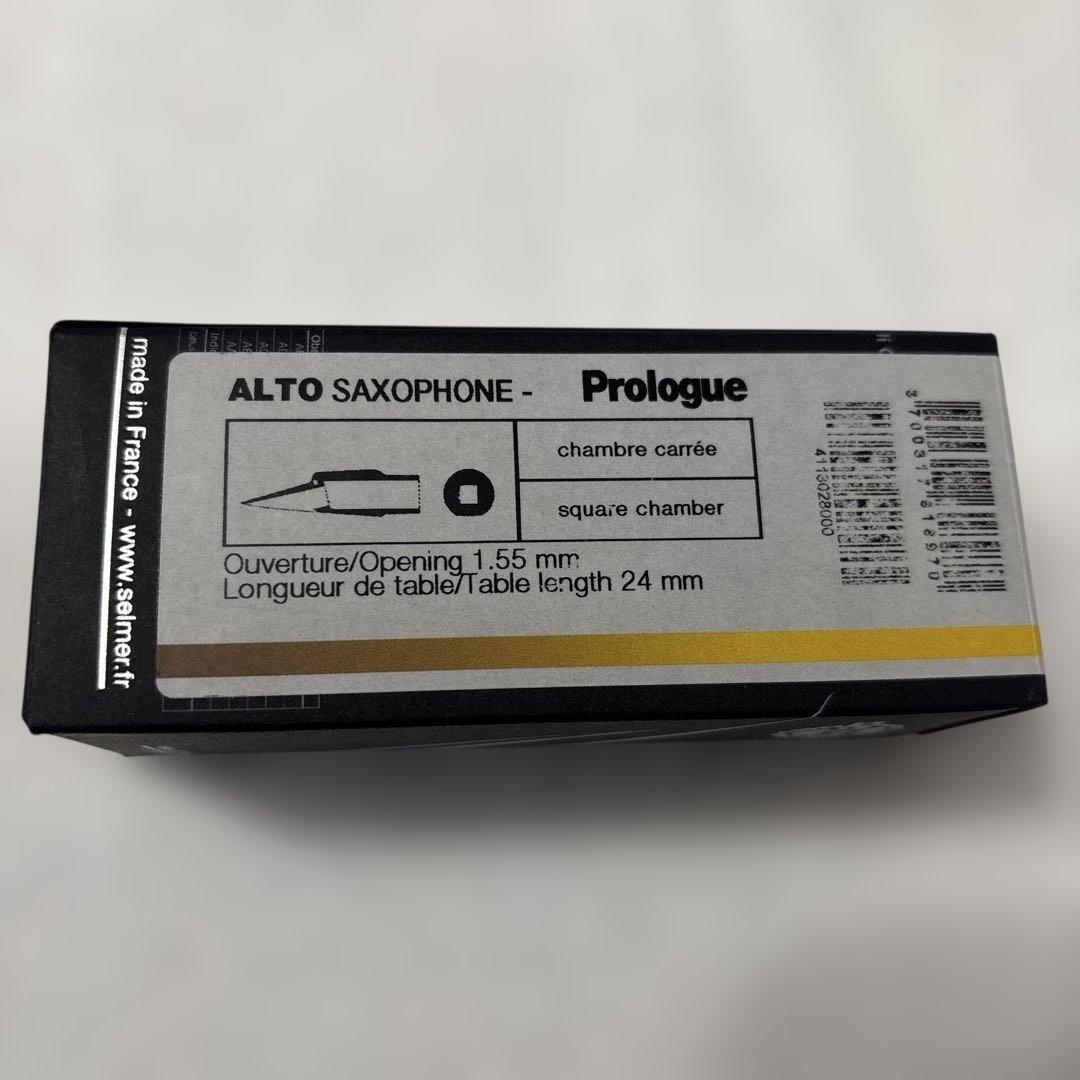 made in France - www.selmer.fr
ALTO SAXOPHONE - Prologue
chambre carrée
square chamber
Ouverture/Opening 1.55 mm
Longueur de table/Table length 24 mm
4113028000